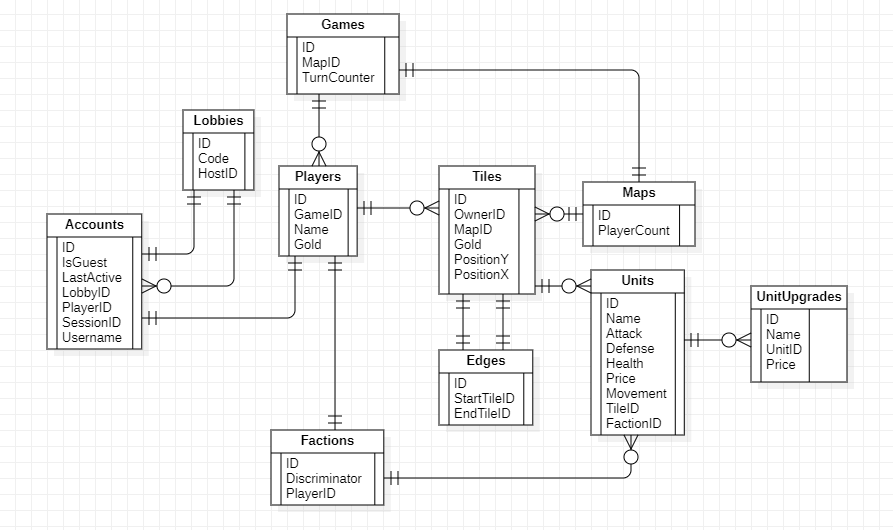 Games
ID
MapID
TurnCounter
Lobbies
ID
Code
HostID
Players
ID
GameID
Name
Gold
Tiles
ID
OwnerID
MapID
Gold
PositionY
PositionX
Maps
ID
PlayerCount
Accounts
ID
IsGuest
LastActive
LobbyID
PlayerID
SessionID
Username
Units
ID
Name
Attack
Defense
Health
Price
Movement
TileID
FactionID
UnitUpgrades
ID
Name
UnitID
Price
Edges
ID
StartTileID
EndTileID
Factions
ID
Discriminator
PlayerID